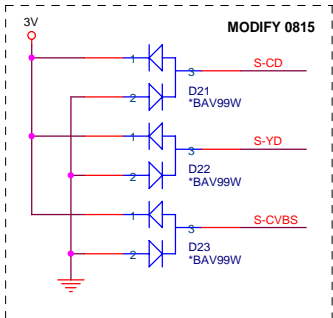 3V
MODIFY 0815
1
3
S-CD
2
D21
*BAV99W
1
3
S-YD
2
D22
*BAV99W
1
3
S-CVBS
2
D23
*BAV99W